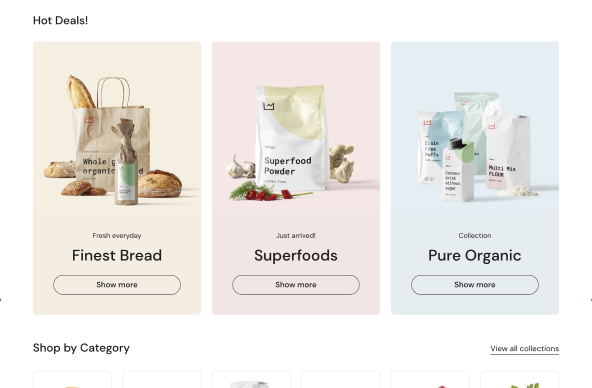 Hot Deals!
Whole g
organic d
Fresh everyday
Finest Bread
Show more
Superfood
Powder
Just arrived!
Superfoods
Show more
Grain
Free
Puffs
Coconut
drink
without
sugar
Multi Mix
FLOUR
Collection
Pure Organic
Show more
Shop by Category
View all collections